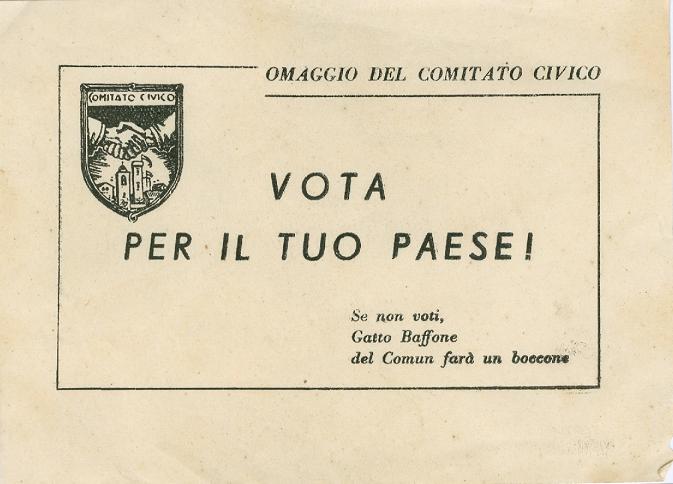 OMAGGIO DEL COMITATO CIVICO
COMITATO CIVICO
VOTA
PER IL TUO PAESE!
Se non voti,
Gatto Baffone
del Comun farà un boccone